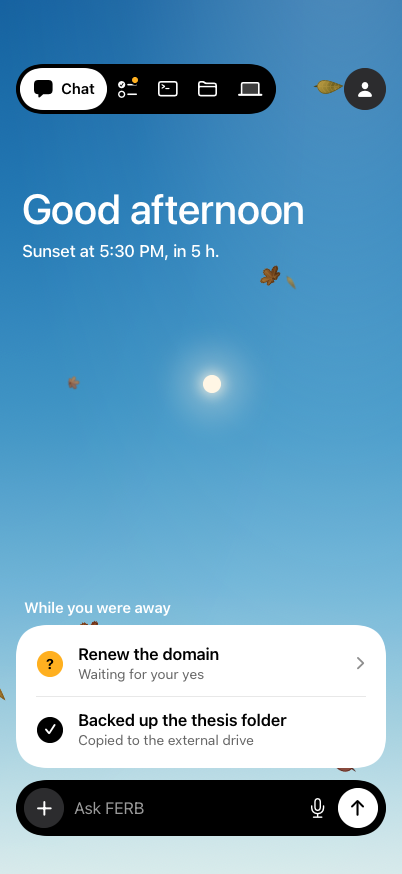 Chat
Good afternoon
Sunset at 5:30 PM, in 5 h.
While you were away
?
Renew the domain
Waiting for your yes
Backed up the thesis folder
Copied to the external drive
Ask FERB